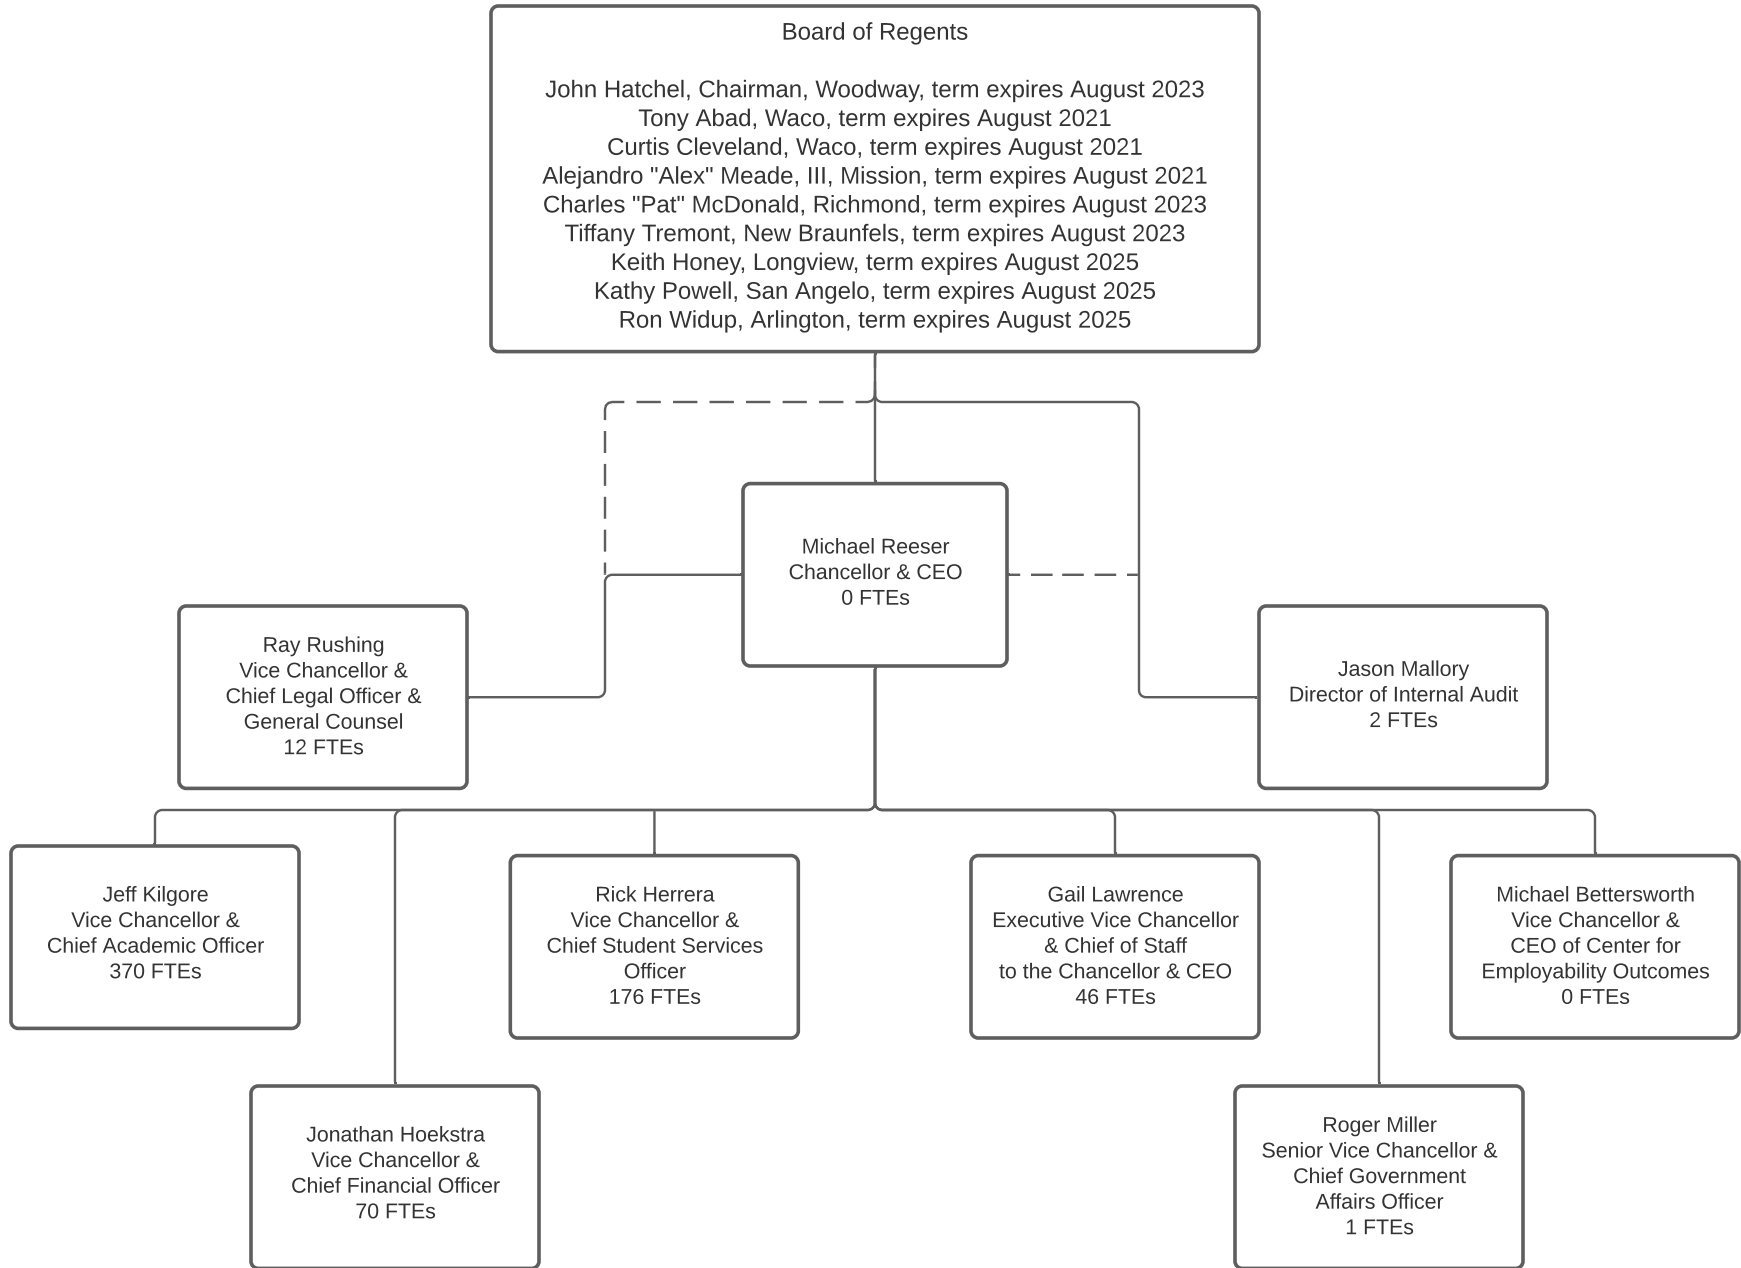 Board of Regents
John Hatchel, Chairman, Woodway, term expires August 2023
Tony Abad, Waco, term expires August 2021
Curtis Cleveland, Waco, term expires August 2021
Alejandro "Alex" Meade, III, Mission, term expires August 2021
Charles "Pat" McDonald, Richmond, term expires August 2023
Tiffany Tremont, New Braunfels, term expires August 2023
Keith Honey, Longview, term expires August 2025
Kathy Powell, San Angelo, term expires August 2025
Ron Widup, Arlington, term expires August 2025
Michael Reeser
Chancellor & CEO
0 FTEs
Ray Rushing
Vice Chancellor &
Chief Legal Officer &
General Counsel
12 FTEs
Jason Mallory
Director of Internal Audit
2 FTEs
Jeff Kilgore
Vice Chancellor &
Chief Academic Officer
370 FTEs
Rick Herrera
Vice Chancellor &
Chief Student Services
Officer
176 FTEs
Gail Lawrence
Executive Vice Chancellor
& Chief of Staff
to the Chancellor & CEO
46 FTEs
Michael Bettersworth
Vice Chancellor &
CEO of Center for
Employability Outcomes
0 FTEs
Jonathan Hoekstra
Vice Chancellor &
Chief Financial Officer
70 FTEs
Roger Miller
Senior Vice Chancellor &
Chief Government
Affairs Officer
1 FTEs